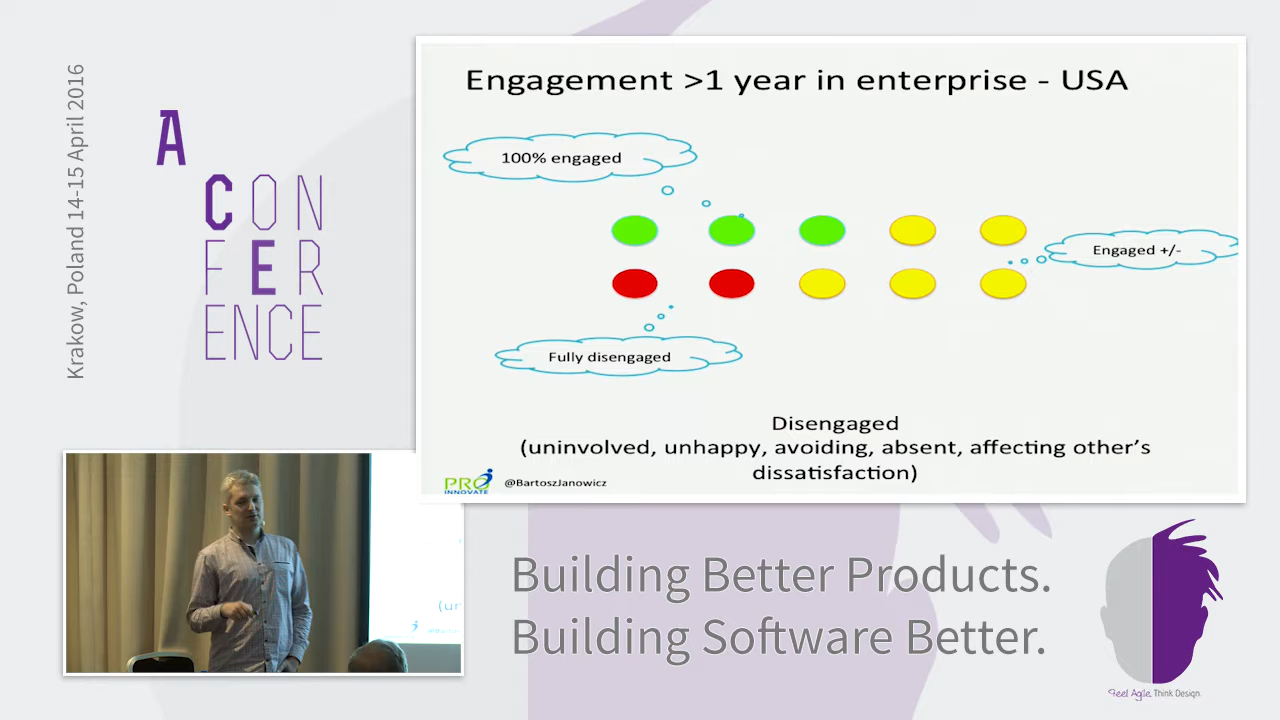 Krakow, Poland 14-15 April 2016
A
CON
FER
ENCE
Engagement >1 year in enterprise - USA
100% engaged
Engaged +/-
Fully disengaged
Disengaged
(uninvolved, unhappy, avoiding, absent, affecting other's
dissatisfaction)
PRO
INNOVATE
@BartoszJanowicz
(un
Building Better Products.
Building Software Better.
Feel Agile. Think Design.